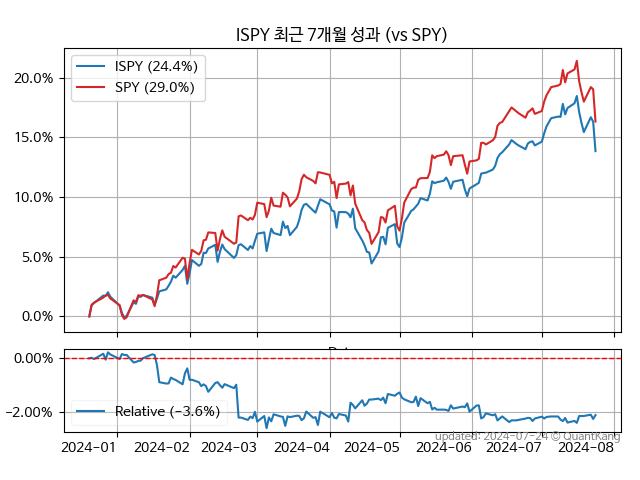 ISPY 최근 7개월 성과 (vs SPY)
ISPY (24.4%)
SPY (29.0%)
20.0%
15.0%
10.0%
5.0%
0.0%
0.00%
−2.00%
Relative (−3.6%)
updated: 2024-07-24 © QuantKang
2024-01 2024-02 2024-03 2024-04 2024-05 2024-06 2024-07 2024-08